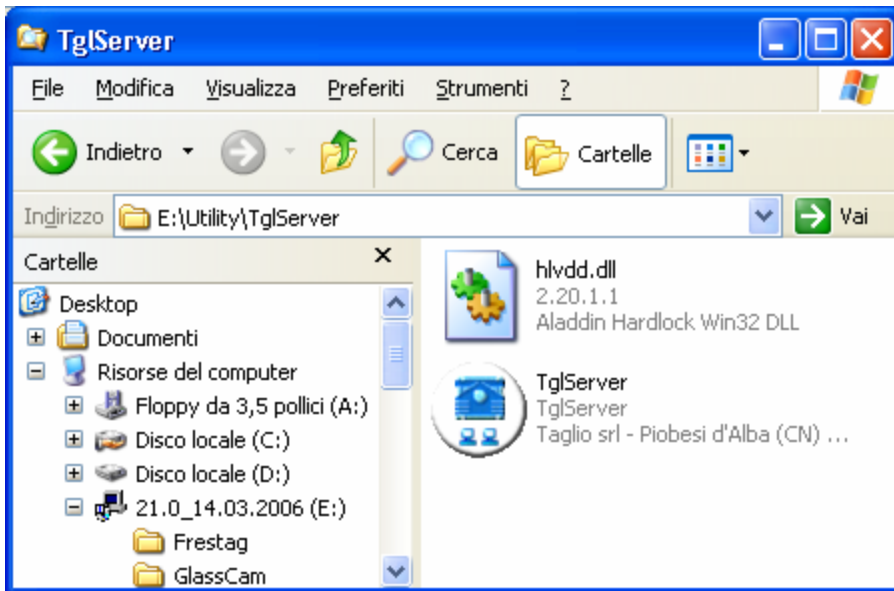 TglServer
File Modifica Visualizza Preferiti Strumenti ?
Indietro Cerca Cartelle
Indirizzo E:\Utility\TglServer Vai
Cartelle
Desktop
Documenti
Risorse del computer
Floppy da 3,5 pollici (A:)
Disco locale (C:)
Disco locale (D:)
21.0_14.03.2006 (E:)
Frestag
GlassCam
hlvdd.dll
2.20.1.1
Aladdin Hardlock Win32 DLL
TglServer
TglServer
Taglio srl - Piobesi d'Alba (CN) ...